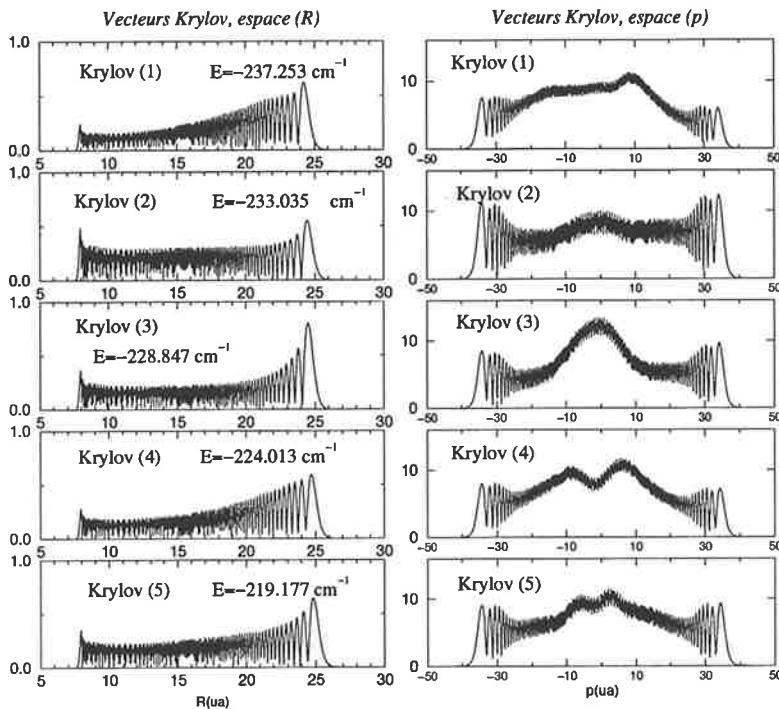 Vecteurs Krylov, espace (R)
Vecteurs Krylov, espace (p)
1.0
Krylov (1)
E=−237.253 cm−1
0.0
5 10 15 20 25 30
Krylov (2)
E=−233.035 cm−1
1.0
0.0
5 10 15 20 25 30
Krylov (3)
E=−228.847 cm−1
1.0
0.0
5 10 15 20 25 30
Krylov (4)
E=−224.013 cm−1
1.0
0.0
5 10 15 20 25 30
Krylov (5)
E=−219.177 cm−1
1.0
0.0
5 10 15 20 25 30
R(ua)
Krylov (1)
10
0
−50 −30 −10 10 30 50
Krylov (2)
10
0
−50 −30 −10 10 30 50
Krylov (3)
10
0
−50 −30 −10 10 30 50
Krylov (4)
10
0
−50 −30 −10 10 30 50
Krylov (5)
10
0
−50 −30 −10 10 30 50
p(ua)